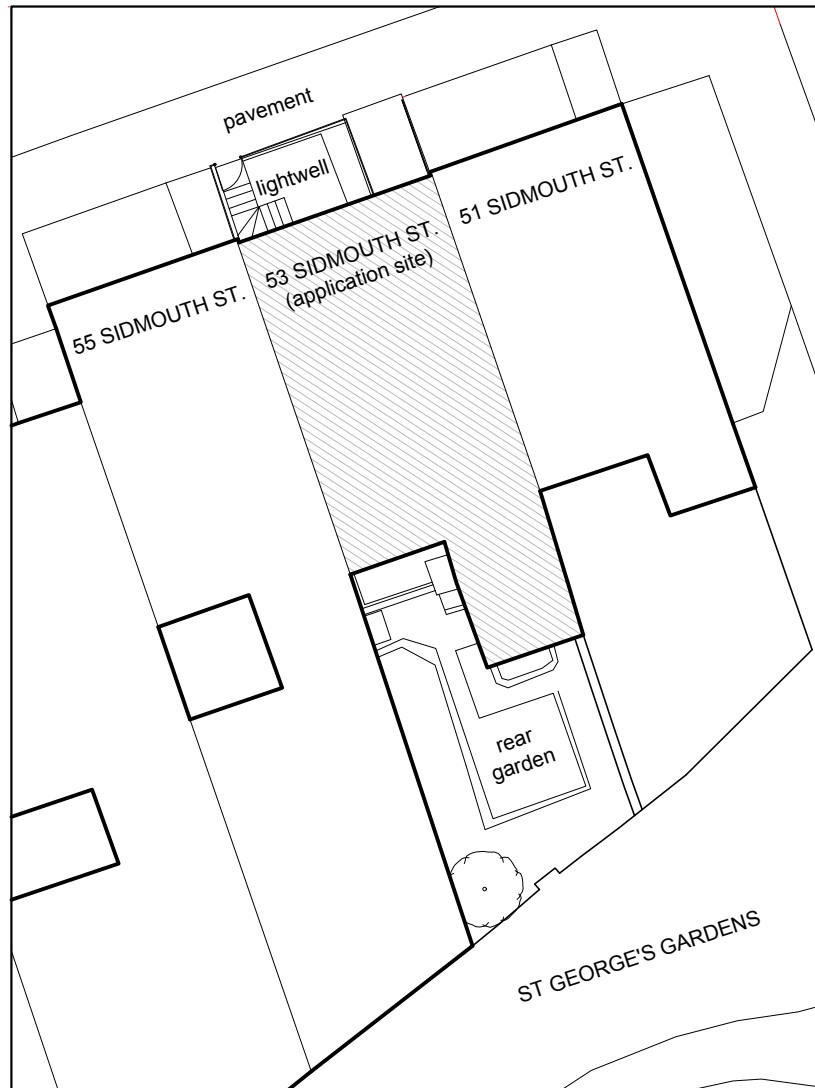 pavement
lightwell
51 SIDMOUTH ST.
53 SIDMOUTH ST.
(application site)
55 SIDMOUTH ST.
rear
garden
ST GEORGE'S GARDENS